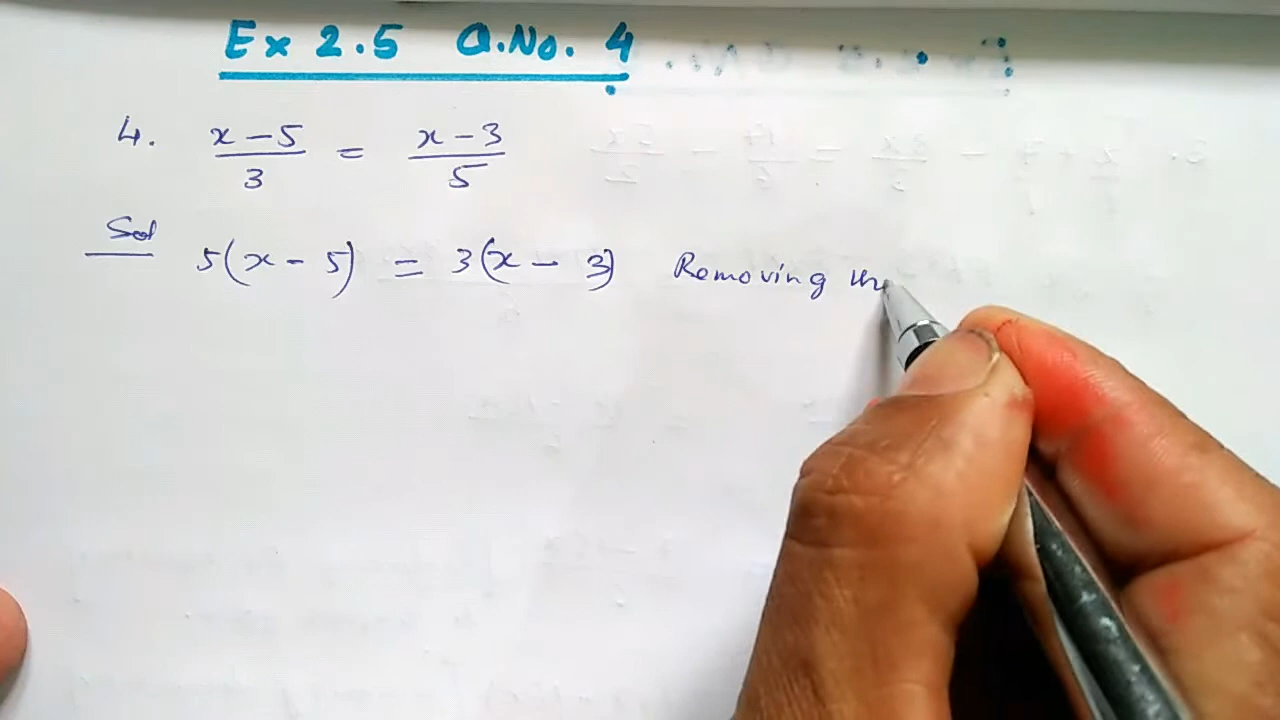 Ex 2.5 Q.No. 4
4. x-5/3 = x-3/5
Sol 5(x-5) = 3(x-3) Removing